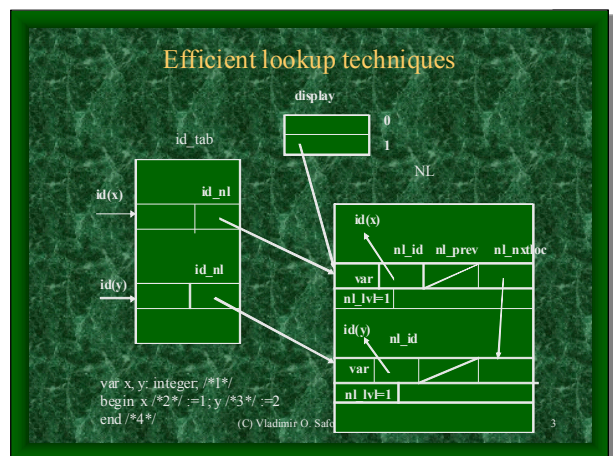 Efficient lookup techniques
display
0
1
id_tab
NL
id_nl
id(x)
id(x)
nl_id nl_prev nl_nxtloc
id_nl
var
id(y)
nl_lvl=1
id(y)
nl_id
var
nl_lvl=1
var x, y: integer; /*1*/
begin x /*2*/ :=1; y /*3*/ :=2
end /*4*/
(C) Vladimir O.
3